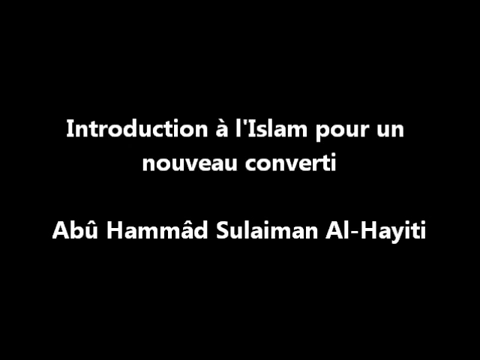 Introduction à l'Islam pour un
nouveau converti
Abû Hammâd Sulaiman Al-Hayiti